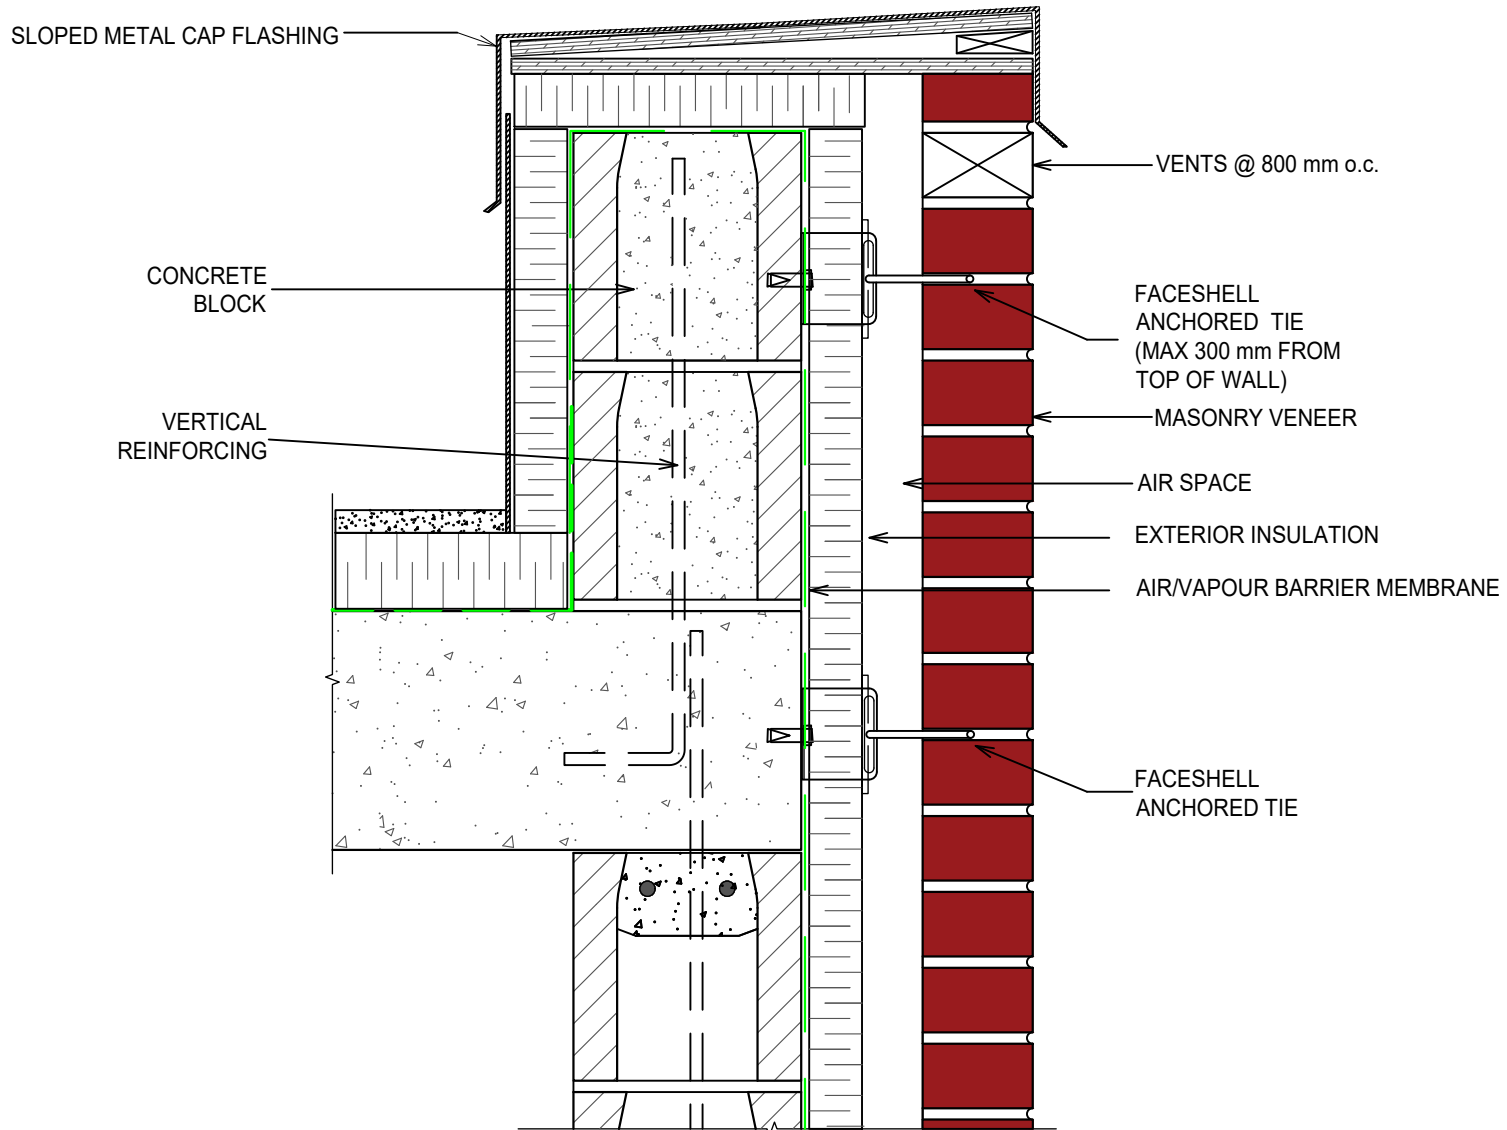 SLOPED METAL CAP FLASHING
VENTS @ 800 mm o.c.
CONCRETE
BLOCK
FACESHELL
ANCHORED TIE
(MAX 300 mm FROM
TOP OF WALL)
VERTICAL
REINFORCING
MASONRY VENEER
AIR SPACE
EXTERIOR INSULATION
AIR/VAPOUR BARRIER MEMBRANE
FACESHELL
ANCHORED TIE